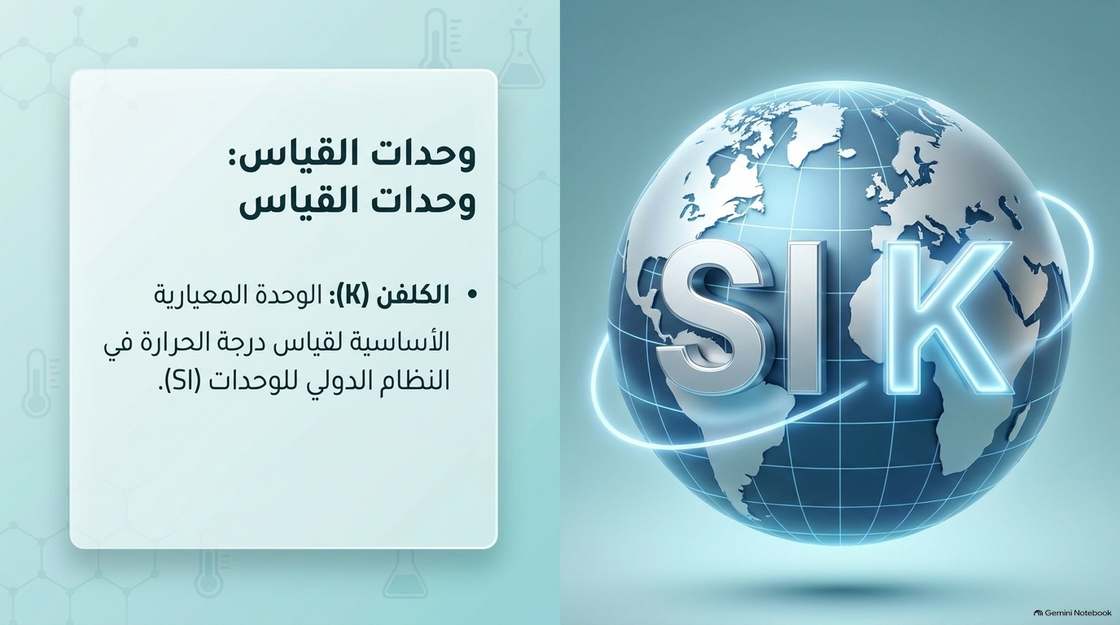 وحدات القياس:
وحدات القياس
• الكلفن (K): الوحدة المعيارية
الأساسية لقياس درجة الحرارة في
النظام الدولي للوحدات (SI).
SI K
Gemini Notebook